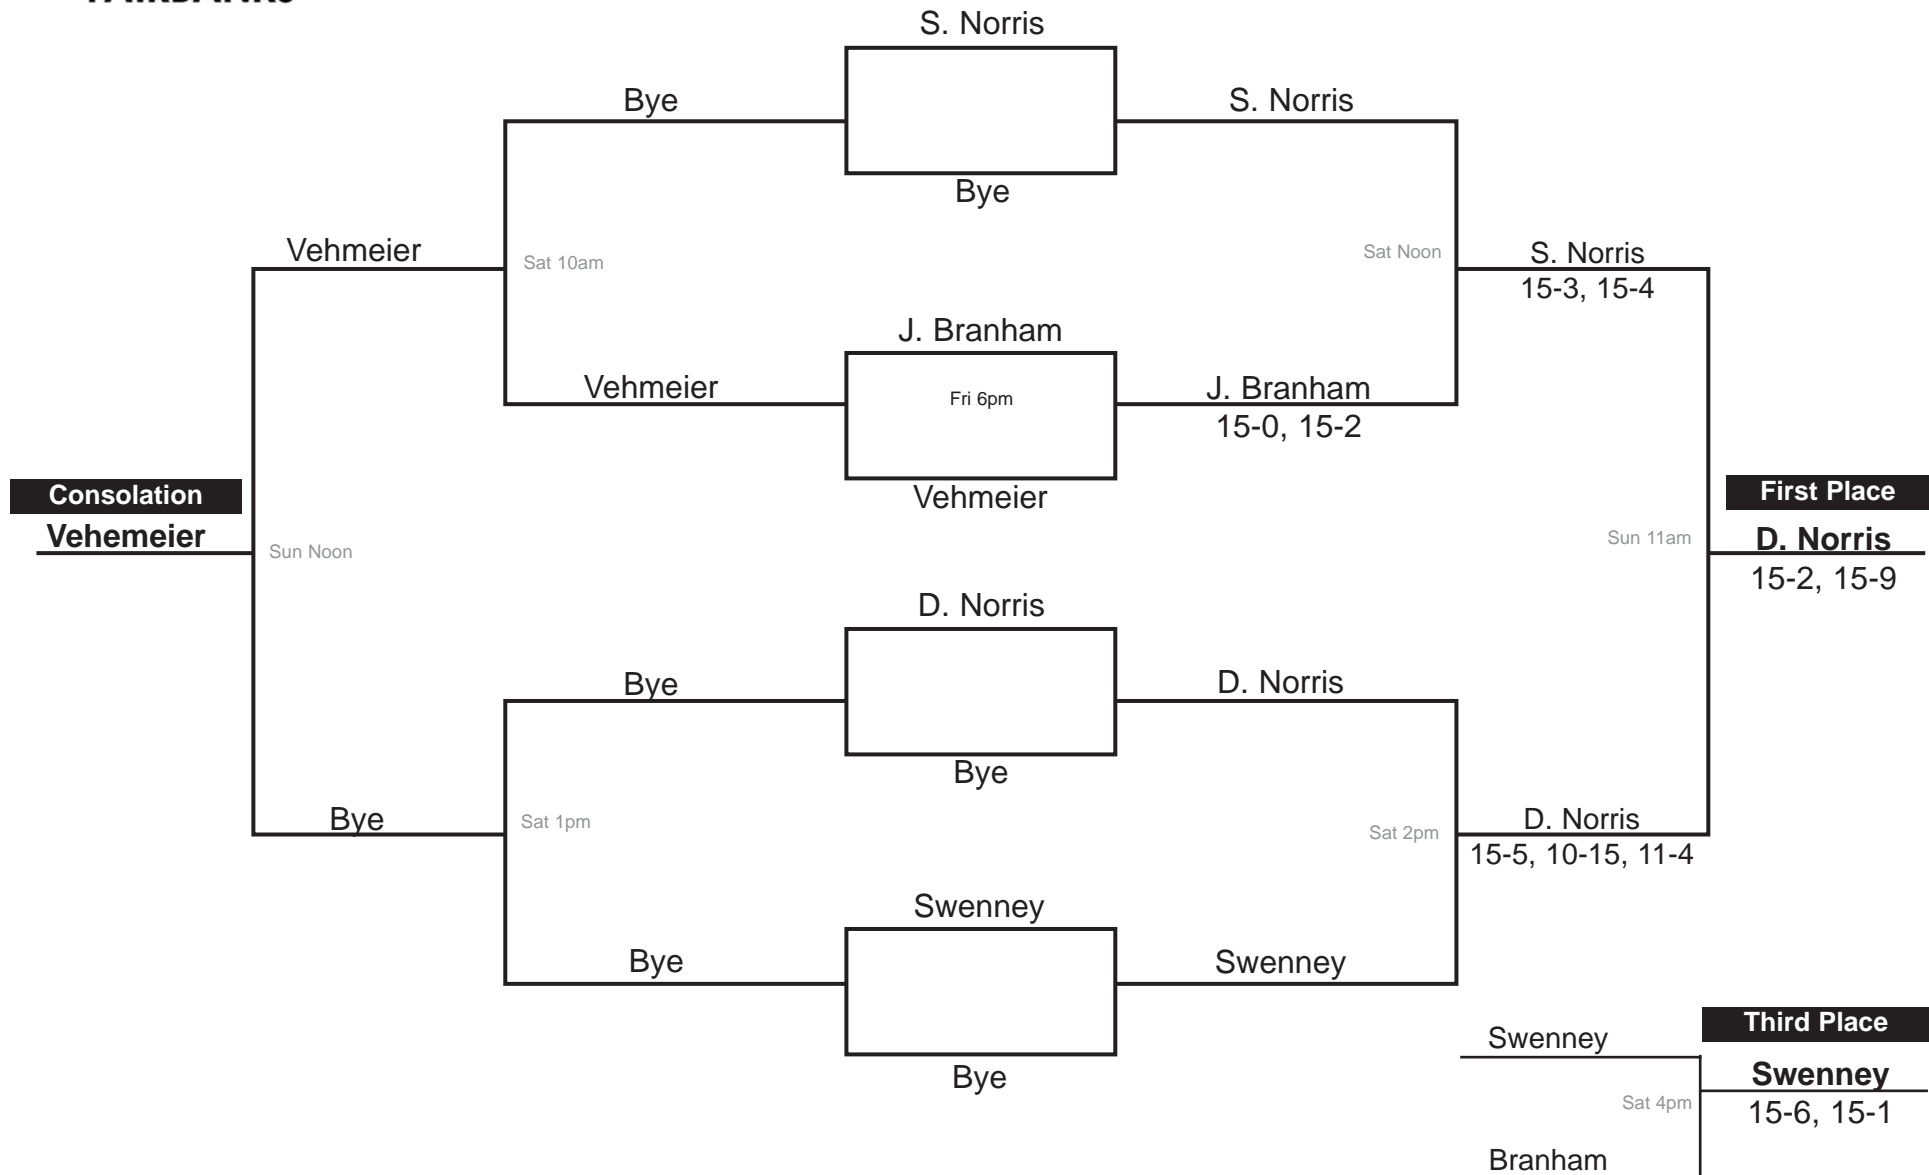 S. Norris
Bye
S. Norris
Bye
Vehmeier
Sat 10am
Sat Noon
S. Norris
15-3, 15-4
J. Branham
Vehmeier
Fri 6pm
J. Branham
15-0, 15-2
Vehmeier
Consolation
Vehemeier
Sun Noon
First Place
Sun 11am
D. Norris
15-2, 15-9
D. Norris
Bye
D. Norris
Bye
Bye
Sat 1pm
Sat 2pm
D. Norris
15-5, 10-15, 11-4
Swenney
Bye
Swenney
Bye
Third Place
Swenney
Swenney
15-6, 15-1
Sat 4pm
Branham